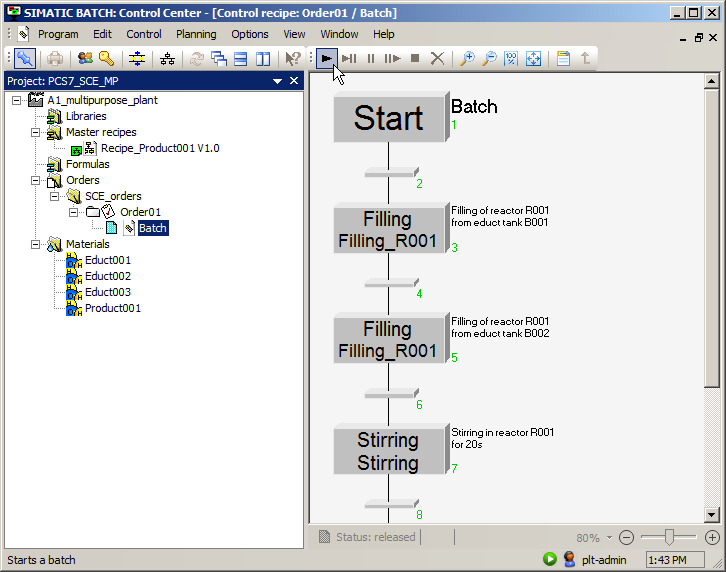 SIMATIC BATCH: Control Center - [Control recipe: Order01 / Batch]
Program Edit Control Planning Options View Window Help
100 %
Project: PCS7_SCE_MP
A1_multipurpose_plant
Libraries
Master recipes
Recipe_Product001 V1.0
Formulas
Orders
SCE_orders
Order01
Batch
Materials
Educt001
Educt002
Educt003
Product001
Start
Batch
1
2
Filling
Filling_R001
Filling of reactor R001
from educt tank B001
3
4
Filling
Filling_R001
Filling of reactor R001
from educt tank B002
5
6
Stirring
Stirring
Stirring in reactor R001
for 20s
7
8
Status: released
80%
Starts a batch
plt-admin
1:43 PM